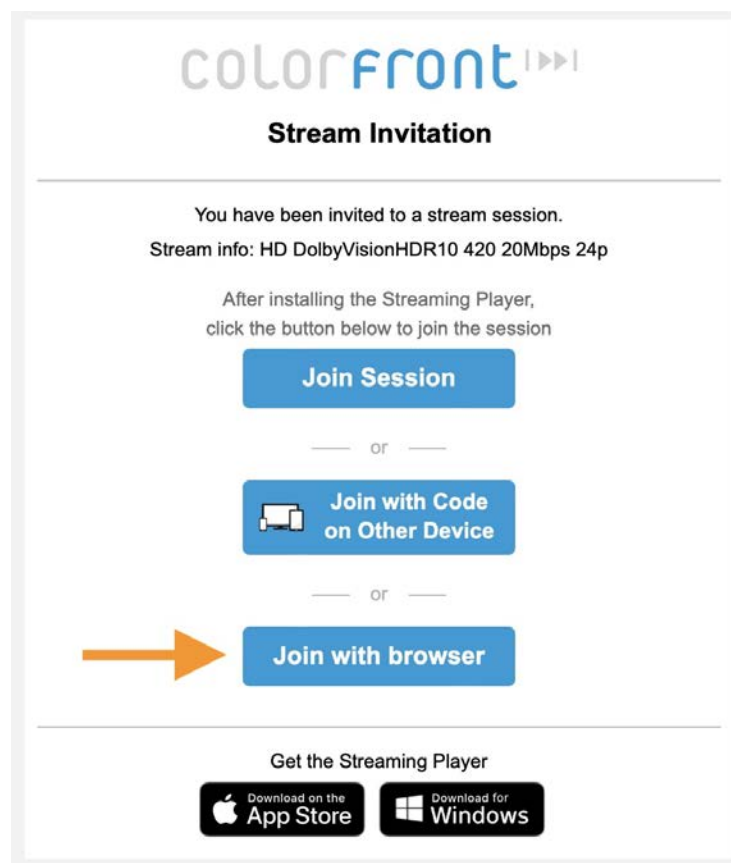 colorfront
Stream Invitation
You have been invited to a stream session.
Stream info: HD DolbyVisionHDR10 420 20Mbps 24p
After installing the Streaming Player,
click the button below to join the session
Join Session
or
Join with Code
on Other Device
or
Join with browser
Get the Streaming Player
Download on the
App Store
Download for
Windows